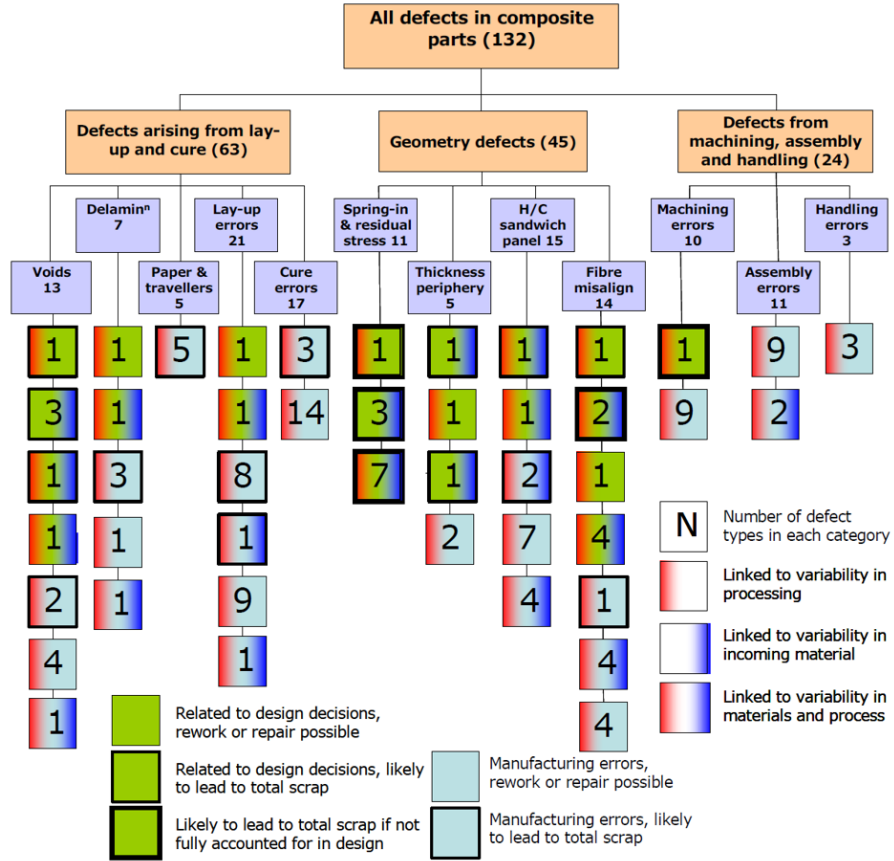 All defects in composite
parts (132)
Defects arising from lay-
up and cure (63)
Geometry defects (45)
Defects from
machining, assembly
and handling (24)
Voids
13
Delaminⁿ
7
Paper &
travellers
5
Lay-up
errors
21
Cure
errors
17
Spring-in
& residual
stress 11
Thickness
periphery
5
H/C
sandwich
panel 15
Fibre
misalign
14
Machining
errors
10
Assembly
errors
11
Handling
errors
3
1
3
1
1
2
4
1
1
1
3
1
1
5
1
1
8
1
9
1
3
14
1
3
7
1
1
1
2
1
1
2
7
4
1
2
1
4
1
4
4
1
9
9
2
3
N
Number of defect
types in each category
Linked to variability in
processing
Linked to variability in
incoming material
Linked to variability in
materials and process
Related to design decisions,
rework or repair possible
Related to design decisions, likely
to lead to total scrap
Likely to lead to total scrap if not
fully accounted for in design
Manufacturing errors,
rework or repair possible
Manufacturing errors, likely
to lead to total scrap